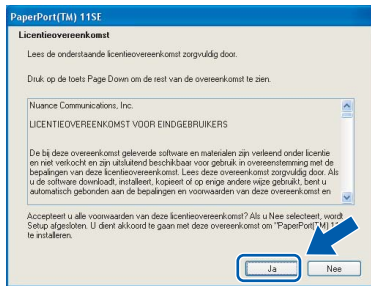 PaperPort(TM) 11SE
Licentieovereenkomst
Lees de onderstaande licentieovereenkomst zorgvuldig door.
Druk op de toets Page Down om de rest van de overeenkomst te zien.
Nuance Communications, Inc.
LICENTIEOVEREENKOMST VOOR EINDGEBRUIKERS
De bij deze overeenkomst geleverde software en materialen zijn verleend onder licentie
en niet verkocht en zijn uitsluitend beschikbaar voor gebruik in overeenstemming met de
bepalingen van deze licentieovereenkomst. Lees deze overeenkomst zorgvuldig door. Als
u de software downloadt, installeert, kopieert of op enige andere wijze gebruikt, bent u
automatisch gebonden aan de bepalingen en voorwaarden van deze overeenkomst en
Accepteert u alle voorwaarden van deze licentieovereenkomst? Als u Nee selecteert, wordt
Setup afgesloten. U dient akkoord te gaan met deze overeenkomst om "PaperPort(TM) 11
te installeren.
Ja
Nee